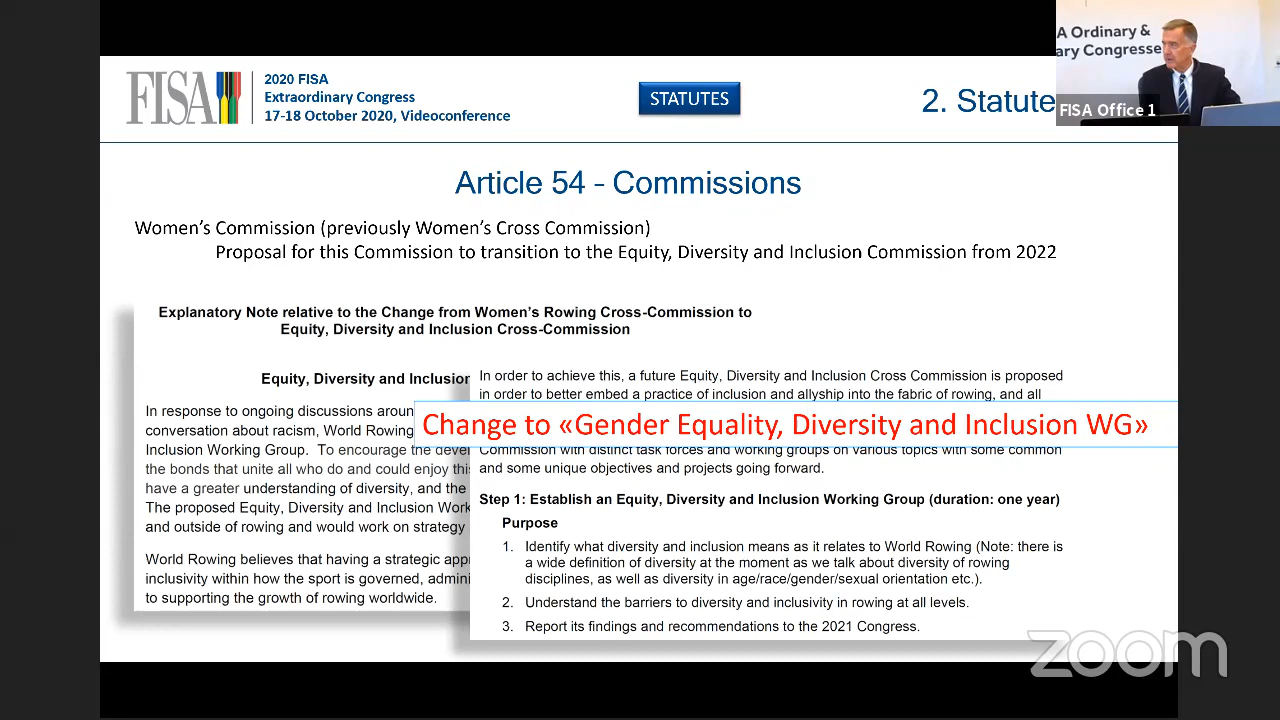 FISA
2020 FISA
Extraordinary Congress
17-18 October 2020, Videoconference
STATUTES
2. Statute
A Ordinary &
ary Congresse
FISA Office 1
Article 54 - Commissions
Women's Commission (previously Women's Cross Commission)
Proposal for this Commission to transition to the Equity, Diversity and Inclusion Commission from 2022
Explanatory Note relative to the Change from Women's Rowing Cross-Commission to
Equity, Diversity and Inclusion Cross-Commission
Equity, Diversity and Inclusion
In response to ongoing discussions aroun
conversation about racism, World Rowing
Inclusion Working Group. To encourage the deve
the bonds that unite all who do and could enjoy this
have a greater understanding of diversity, and the
The proposed Equity, Diversity and Inclusion Work
and outside of rowing and would work on strategy
World Rowing believes that having a strategic appr
inclusivity within how the sport is governed, admini
to supporting the growth of rowing worldwide.
In order to achieve this, a future Equity, Diversity and Inclusion Cross Commission is proposed
in order to better embed a practice of inclusion and allyship into the fabric of rowing, and all
Change to «Gender Equality, Diversity and Inclusion WG»
Commission with distinct task forces and working groups on various topics with some common
and some unique objectives and projects going forward.
Step 1: Establish an Equity, Diversity and Inclusion Working Group (duration: one year)
Purpose
1. Identify what diversity and inclusion means as it relates to World Rowing (Note: there is
a wide definition of diversity at the moment as we talk about diversity of rowing
disciplines, as well as diversity in age/race/gender/sexual orientation etc.).
2. Understand the barriers to diversity and inclusivity in rowing at all levels.
3. Report its findings and recommendations to the 2021 Congress.
zoom